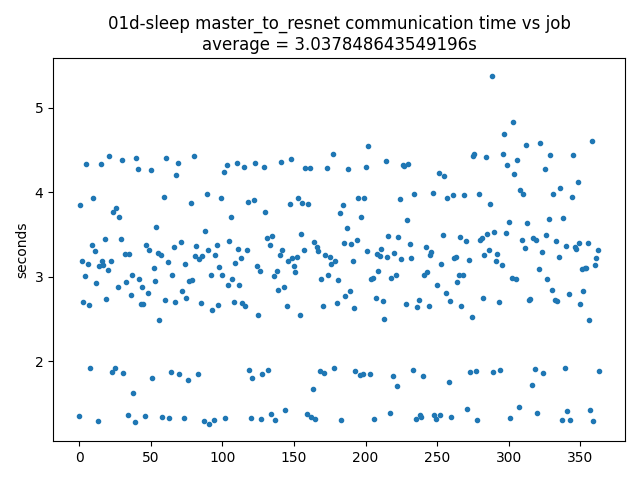 01d-sleep master_to_resnet communication time vs job
average = 3.037848643549196s
seconds
5
4
3
2
0 50 100 150 200 250 300 350